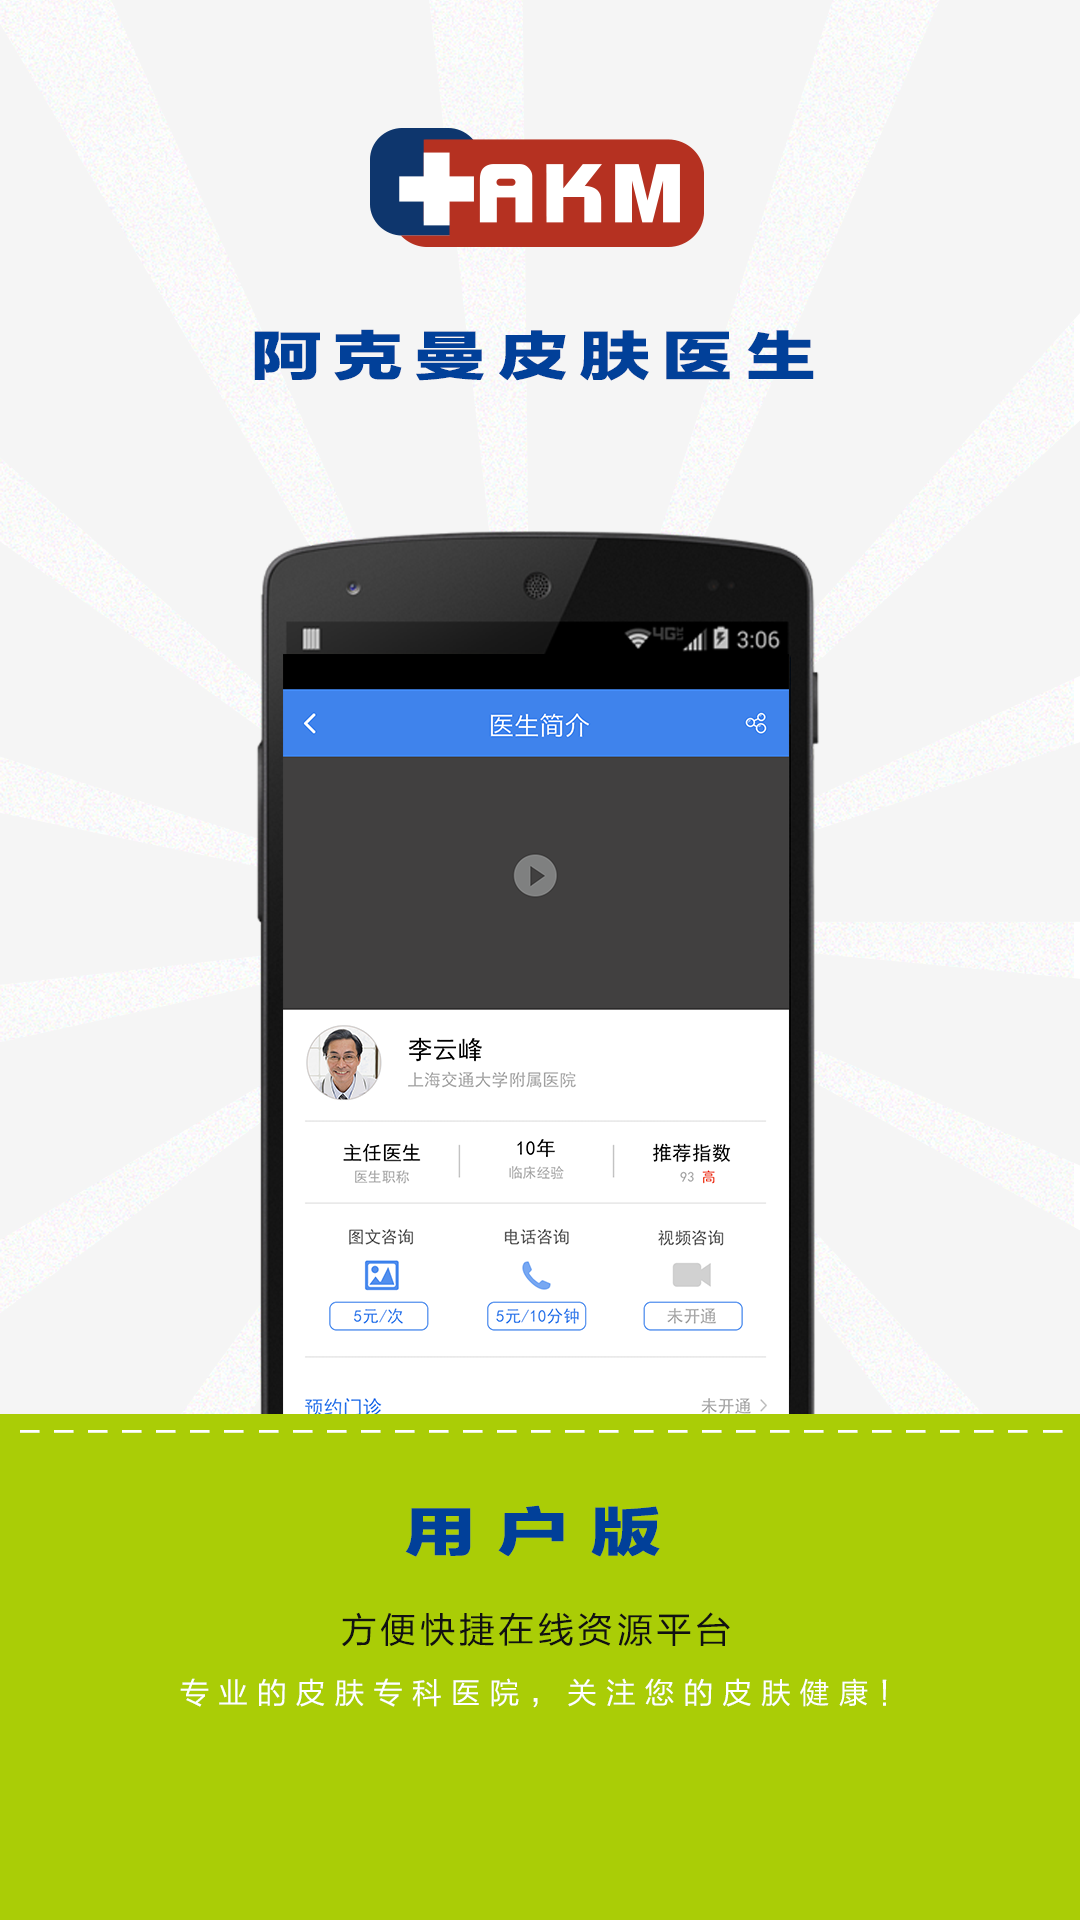 AKM
阿克曼皮肤医生
4G 3:06
医生简介
李云峰
上海交通大学附属医院
主任医生 10年 推荐指数
医生职称 临床经验 93 高
图文咨询 电话咨询 视频咨询
5元/次 5元/10分钟 未开通
预约门诊 未开通
用户版
方便快捷在线资源平台
专业的皮肤专科医院，关注您的皮肤健康！